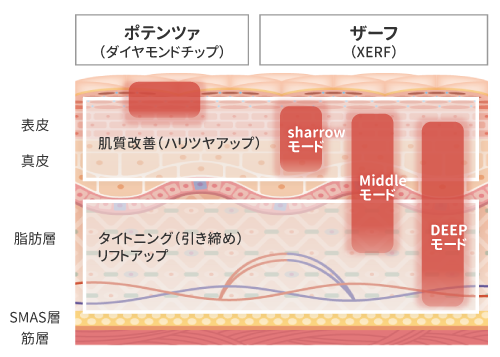 ポテンツァ
（ダイヤモンドチップ）
ザーフ
（XERF）
表皮
真皮
肌質改善（ハリツヤアップ）
sharrow
モード
Middle
モード
脂肪層
タイトニング（引き締め）
リフトアップ
DEEP
モード
SMAS層
筋層